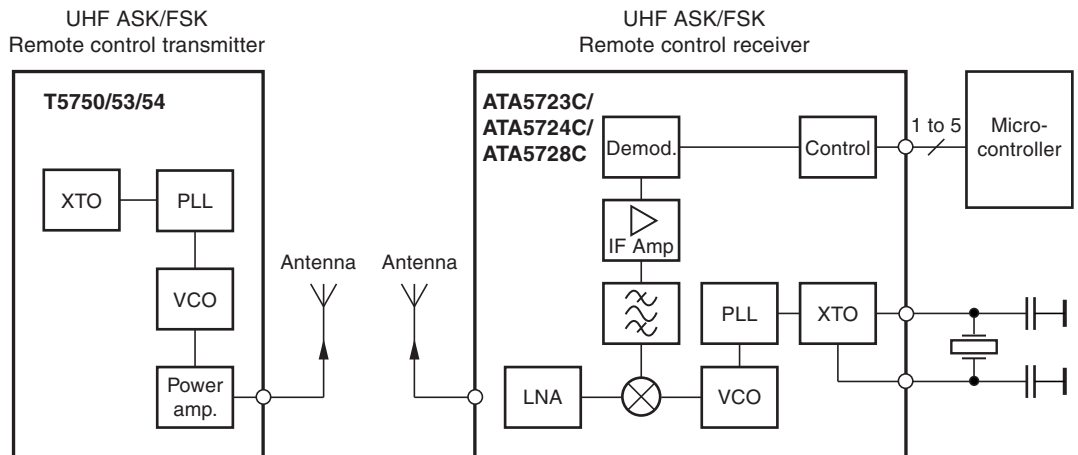 UHF ASK/FSK
Remote control transmitter
T5750/53/54
XTO
PLL
VCO
Power
amp.
Antenna
Antenna
UHF ASK/FSK
Remote control receiver
ATA5723C/
ATA5724C/
ATA5728C
Demod.
Control
1 to 5
Micro-
controller
IF Amp
PLL
XTO
LNA
VCO